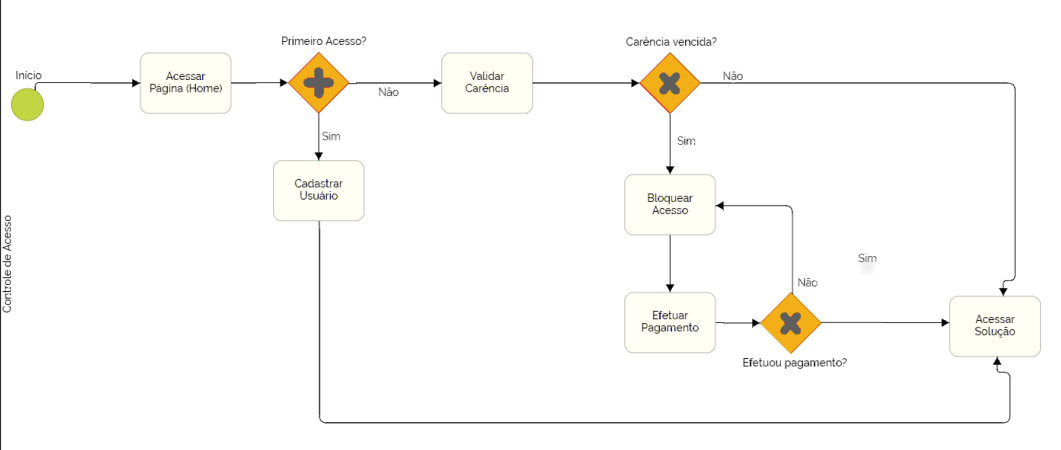 Controle de Acesso
Início
Acessar
Página (Home)
Primeiro Acesso?
Não
Sim
Cadastrar
Usuário
Validar
Carência
Carência vencida?
Não
Sim
Bloquear
Acesso
Efetuar
Pagamento
Não
Efetuou pagamento?
Sim
Acessar
Solução